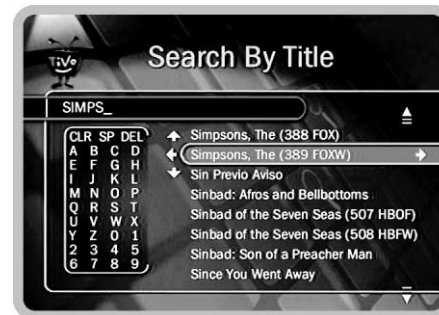 TiVo
Search By Title
SIMPS_
CLR SP DEL
A B C D
E F G H
I J K L
M N O P
Q R S T
U V W X
Y Z 0 1
2 3 4 5
6 7 8 9
Simpsons, The (388 FOX)
Simpsons, The (389 FOXW)
Sin Previo Aviso
Sinbad: Afros and Bellbottoms
Sinbad of the Seven Seas (507 HBOF)
Sinbad of the Seven Seas (508 HBFW)
Sinbad: Son of a Preacher Man
Since You Went Away